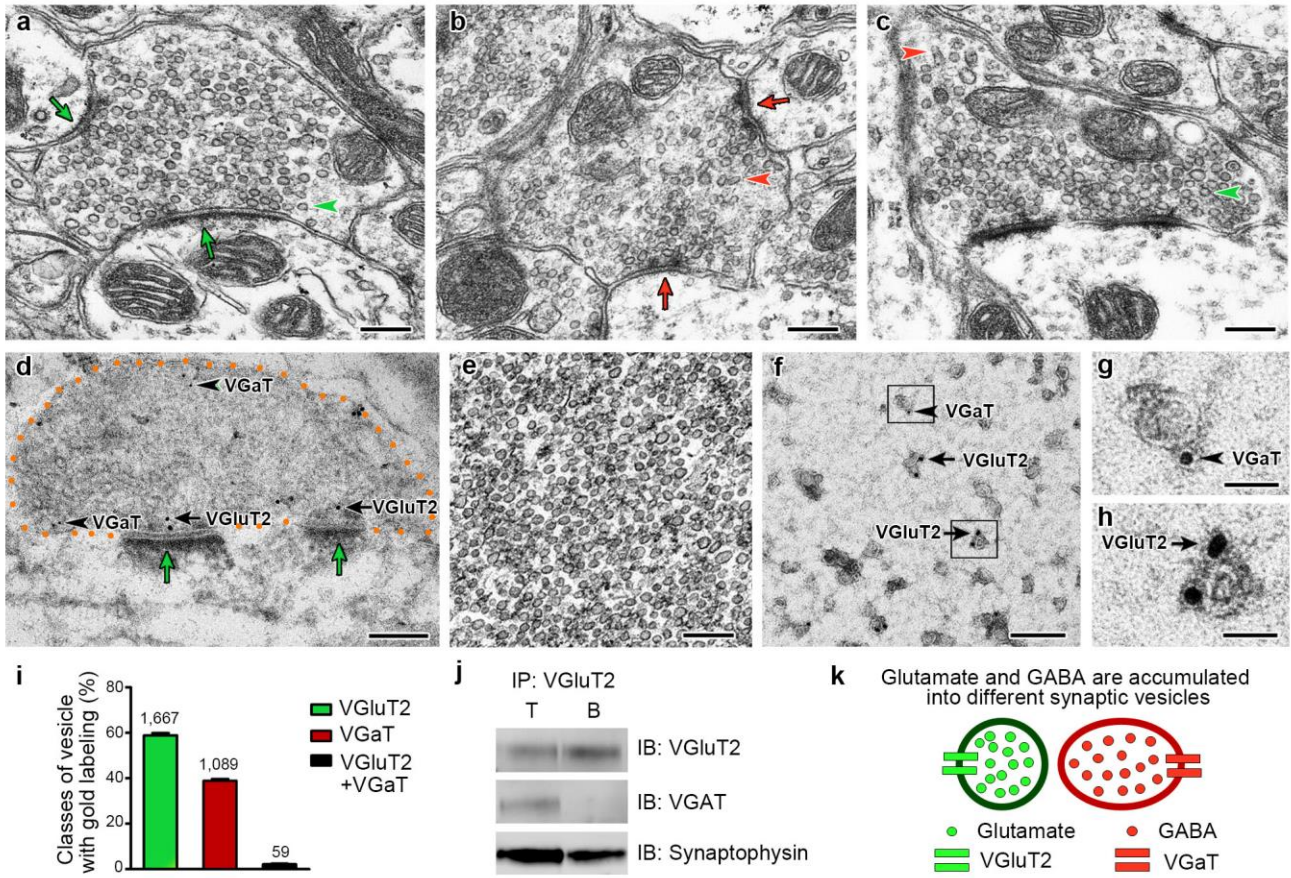 a
b
c
d
VGaT
VGaT
VGluT2
VGluT2
e
f
VGaT
VGluT2
VGluT2
g
VGaT
h
VGluT2
i
Classes of vesicle
with gold labeling (%)
80
60
40
20
0
1,667
1,089
59
VGluT2
VGaT
VGluT2
+VGaT
j
IP: VGluT2
T B
IB: VGluT2
IB: VGAT
IB: Synaptophysin
k
Glutamate and GABA are accumulated
into different synaptic vesicles
Glutamate
GABA
VGluT2
VGaT